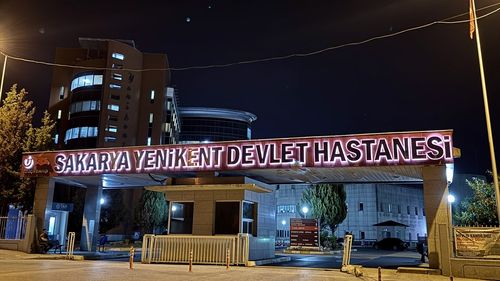 SAKARYA YENİKENT DEVLET HASTANESİ